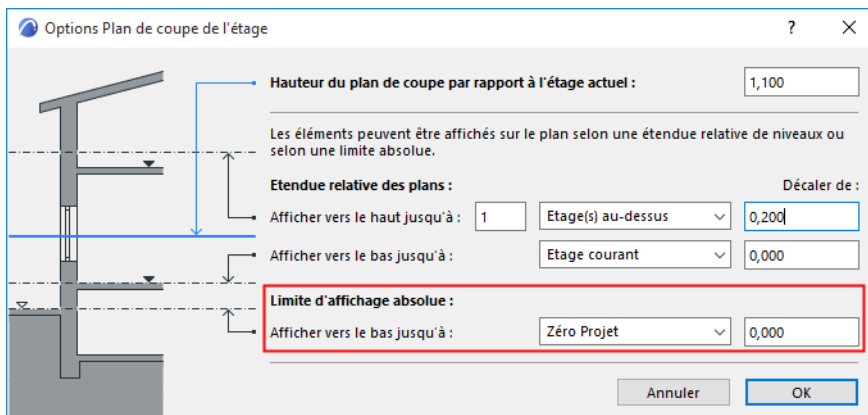 Options Plan de coupe de l'étage
?
Hauteur du plan de coupe par rapport à l'étage actuel :
1,100
Les éléments peuvent être affichés sur le plan selon une étendue relative de niveaux ou
selon une limite absolue.
Etendue relative des plans :
Décaler de :
Afficher vers le haut jusqu'à :
1
Etage(s) au-dessus
0,200
Afficher vers le bas jusqu'à :
Etage courant
0,000
Limite d'affichage absolue :
Afficher vers le bas jusqu'à :
Zéro Projet
0,000
Annuler
OK